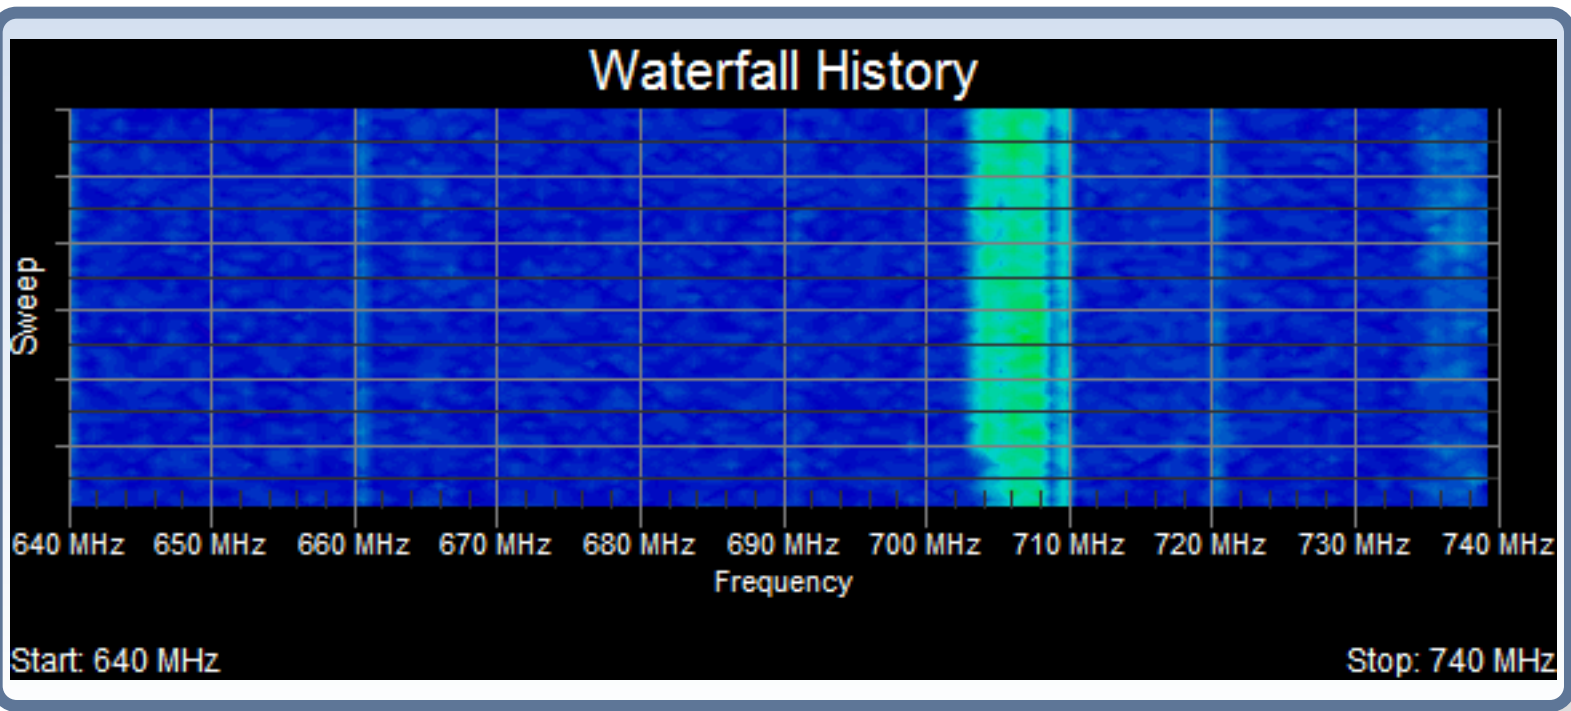 Waterfall History
Sweep
640 MHz 650 MHz 660 MHz 670 MHz 680 MHz 690 MHz 700 MHz 710 MHz 720 MHz 730 MHz 740 MHz
Frequency
Start: 640 MHz
Stop: 740 MHz